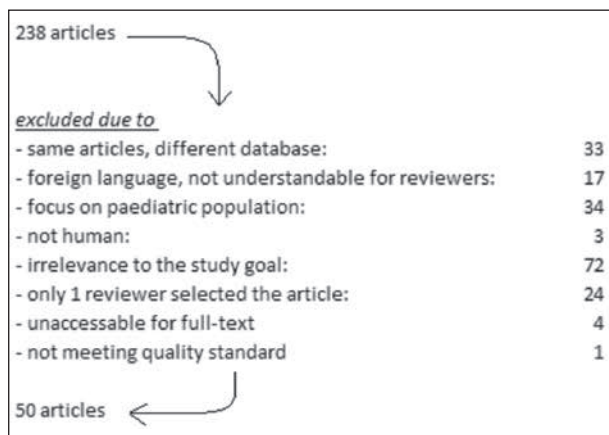 238 articles
excluded due to
- same articles, different database: 33
- foreign language, not understandable for reviewers: 17
- focus on paediatric population: 34
- not human: 3
- irrelevance to the study goal: 72
- only 1 reviewer selected the article: 24
- unaccessable for full-text 4
- not meeting quality standard 1
50 articles